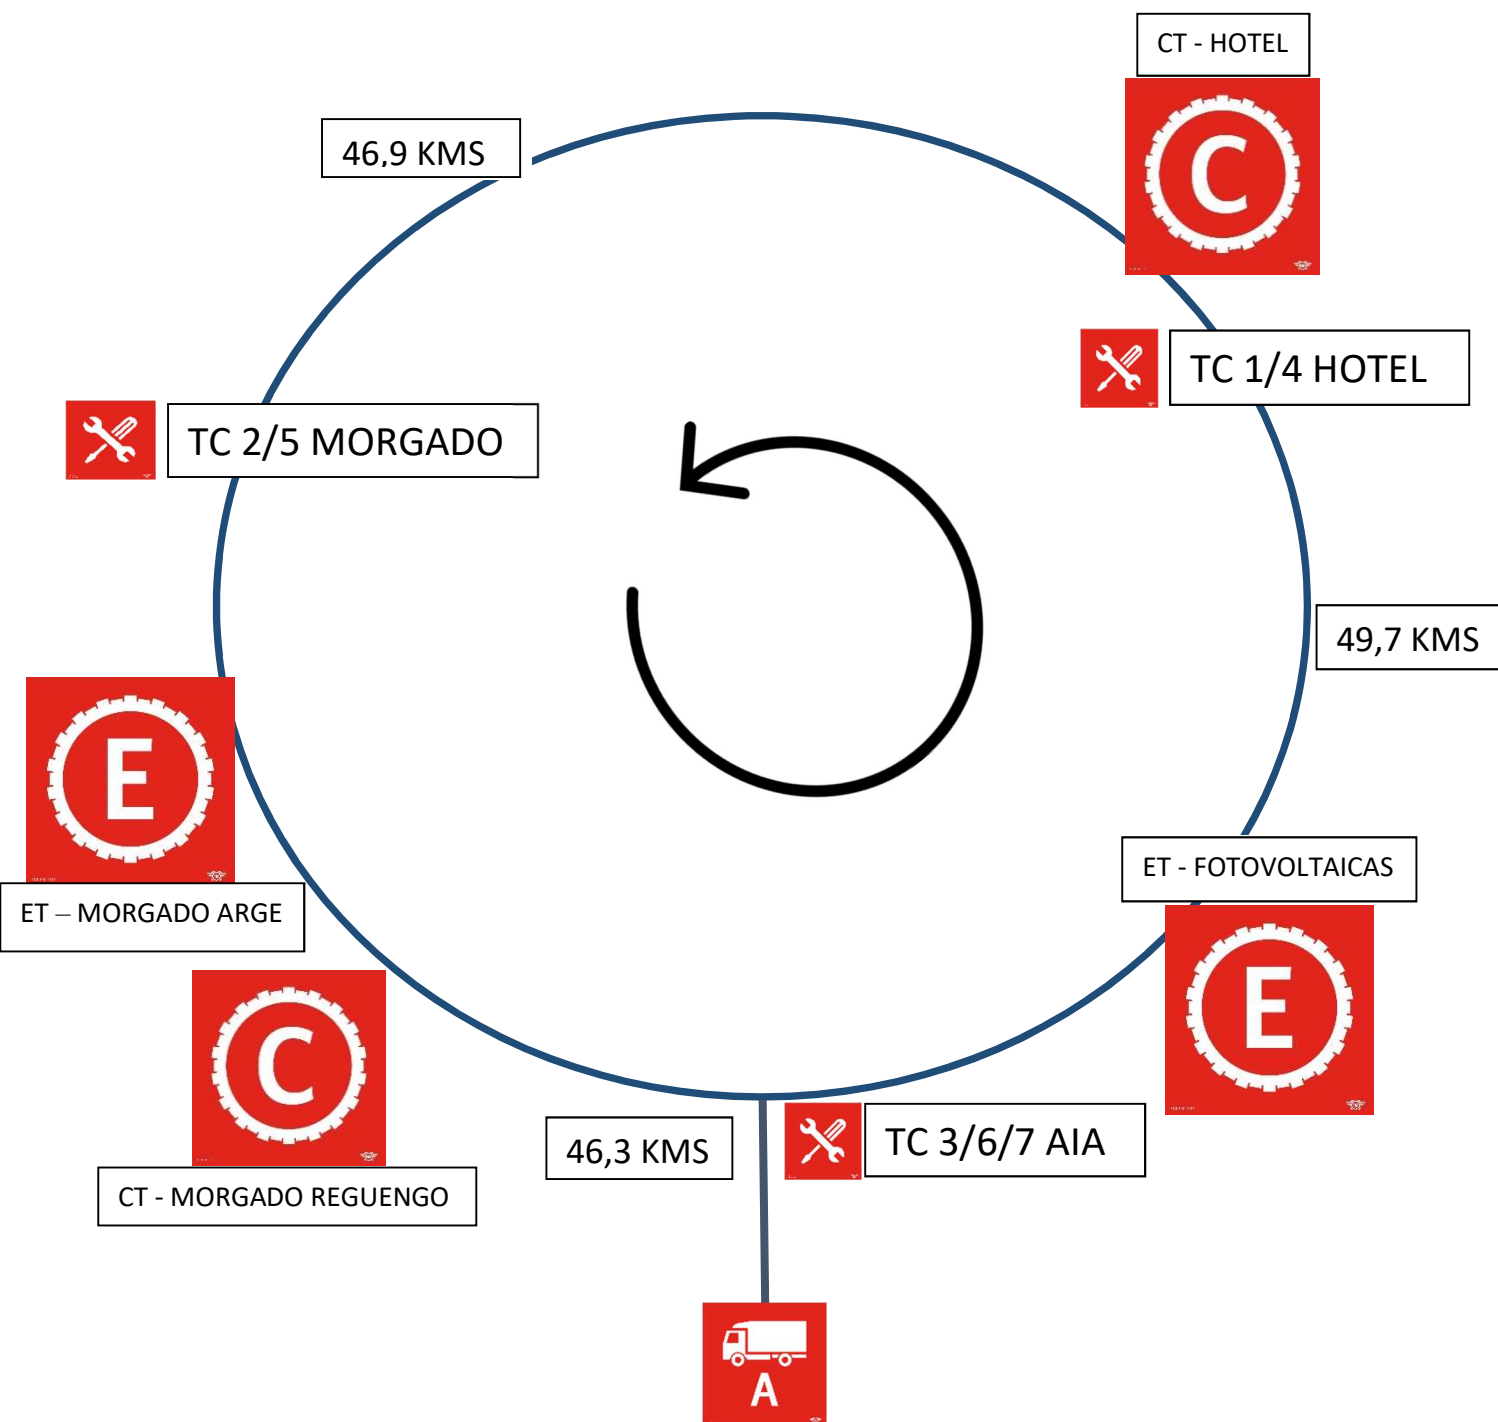 CT - HOTEL
C
46,9 KMS
TC 1/4 HOTEL
TC 2/5 MORGADO
49,7 KMS
E
ET - FOTOVOLTAICAS
ET – MORGADO ARGE
E
C
46,3 KMS
TC 3/6/7 AIA
CT - MORGADO REGUENGO
A